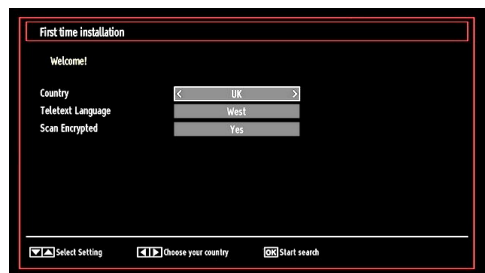 First time installation
Welcome!
Country < UK >
Teletext Language West
Scan Encrypted Yes
Select Setting Choose your country OK Start search